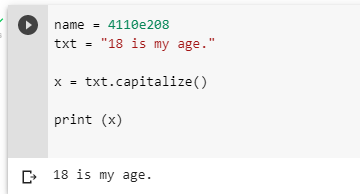 name = 4110e208
txt = "18 is my age."
x = txt.capitalize()
print (x)
18 is my age.